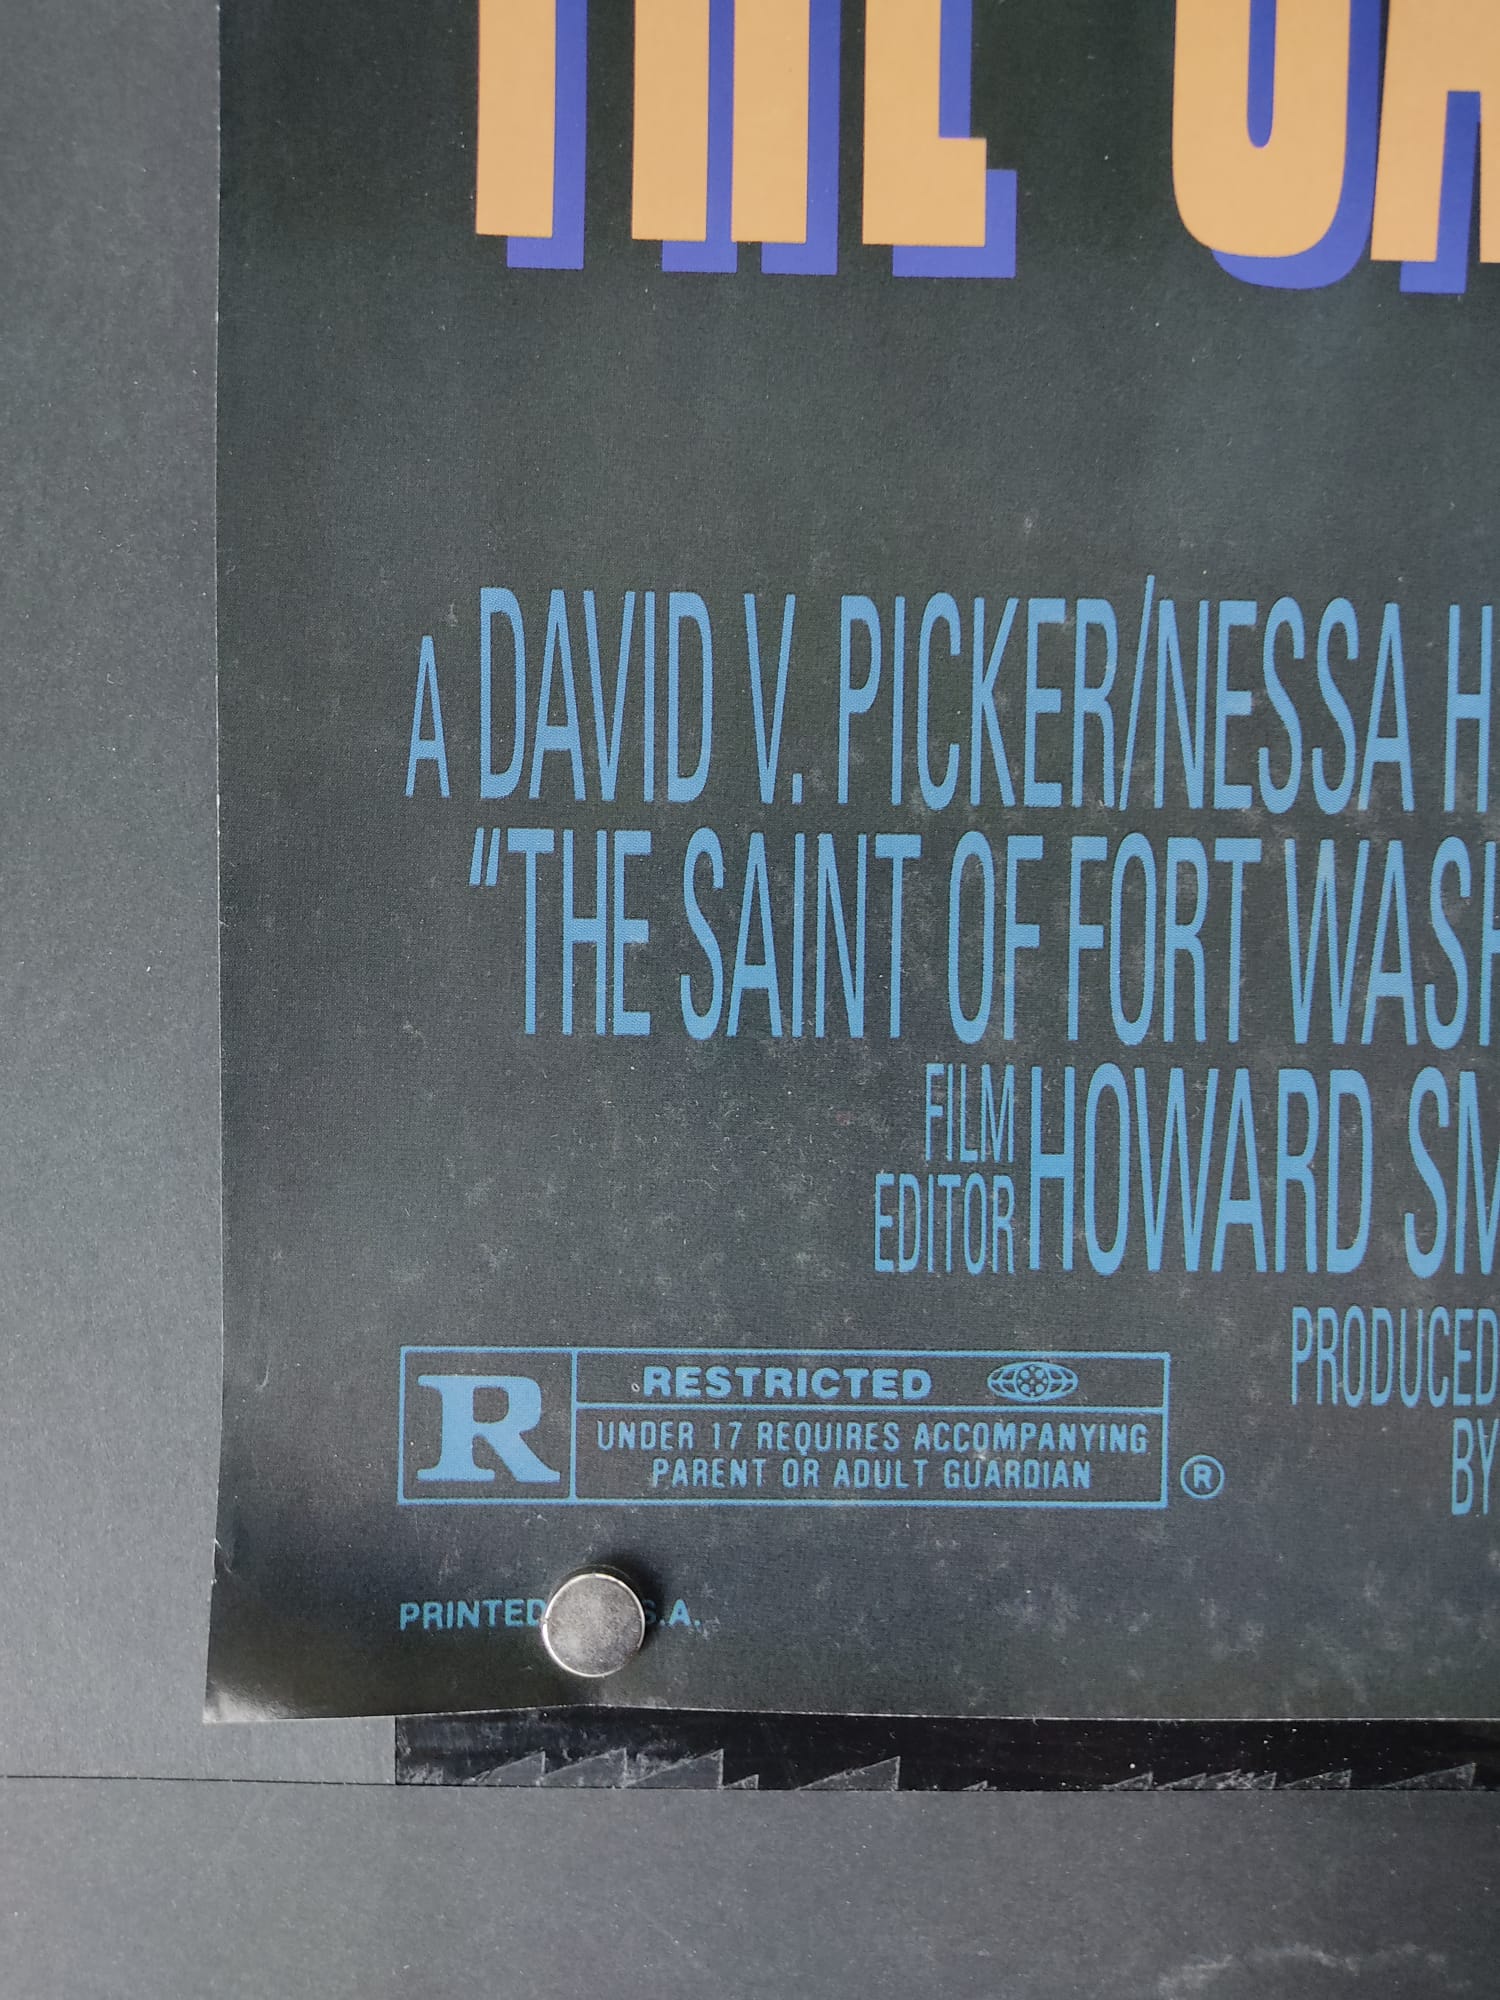 THE SA
A DAVID V. PICKER/NESSA H
"THE SAINT OF FORT WASH
FILM EDITOR HOWARD SM
PRODUCED BY
R
RESTRICTED
UNDER 17 REQUIRES ACCOMPANYING
PARENT OR ADULT GUARDIAN
®
PRINTED S.A.